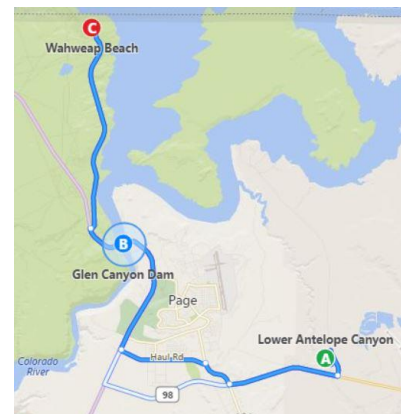 C
Wahweap Beach
B
Glen Canyon Dam
Page
Lower Antelope Canyon
A
Haul Rd
Colorado
River
98